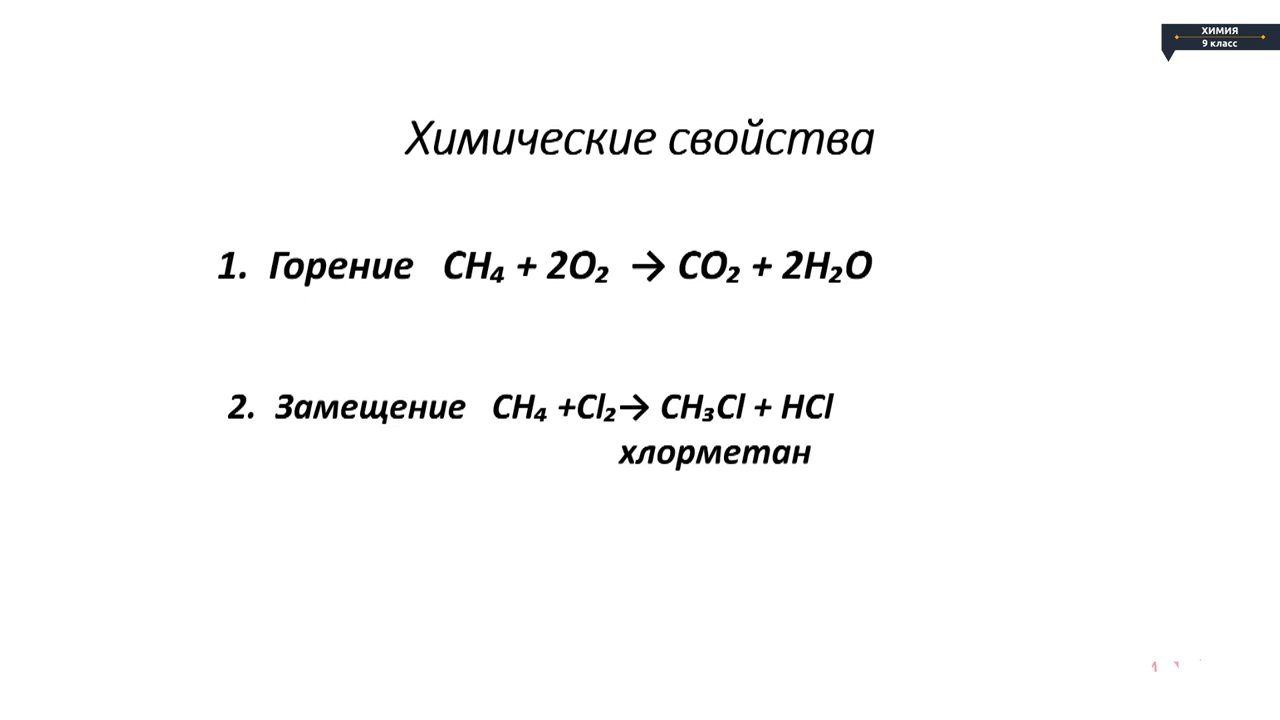 ХИМИЯ
9 класс
Химические свойства
1. Горение CH₄ + 2O₂ → CO₂ + 2H₂O
2. Замещение CH₄ +Cl₂→ CH₃Cl + HCl
хлорметан